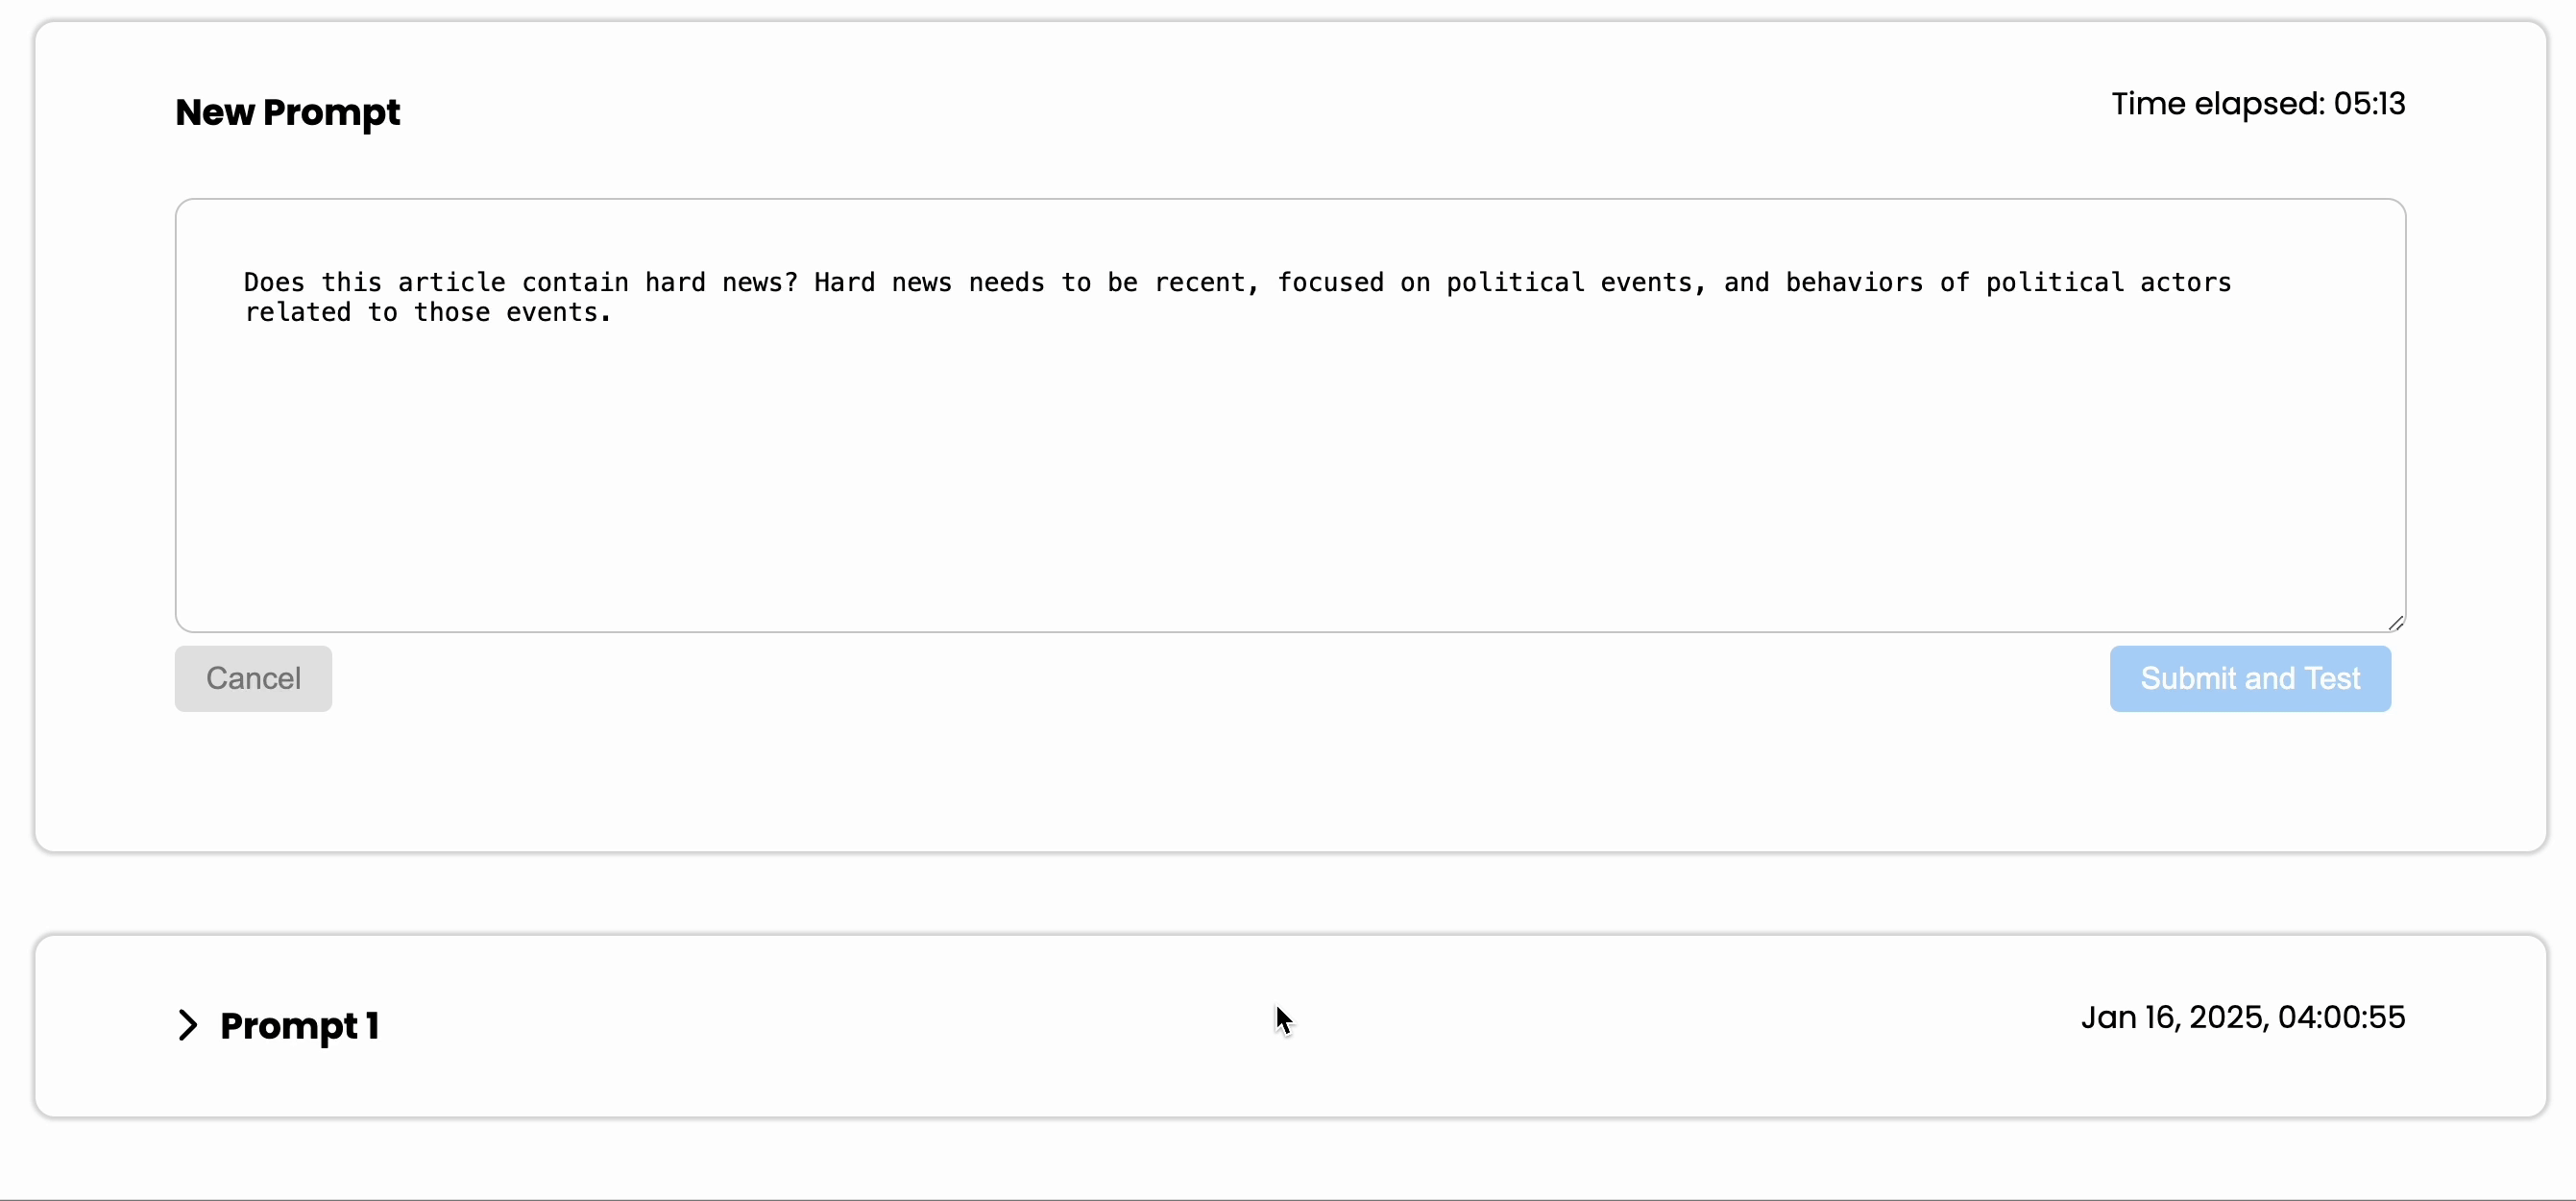 New Prompt
Time elapsed: 05:13
Does this article contain hard news? Hard news needs to be recent, focused on political events, and behaviors of political actors
related to those events.
Cancel
Submit and Test
Prompt 1
Jan 16, 2025, 04:00:55